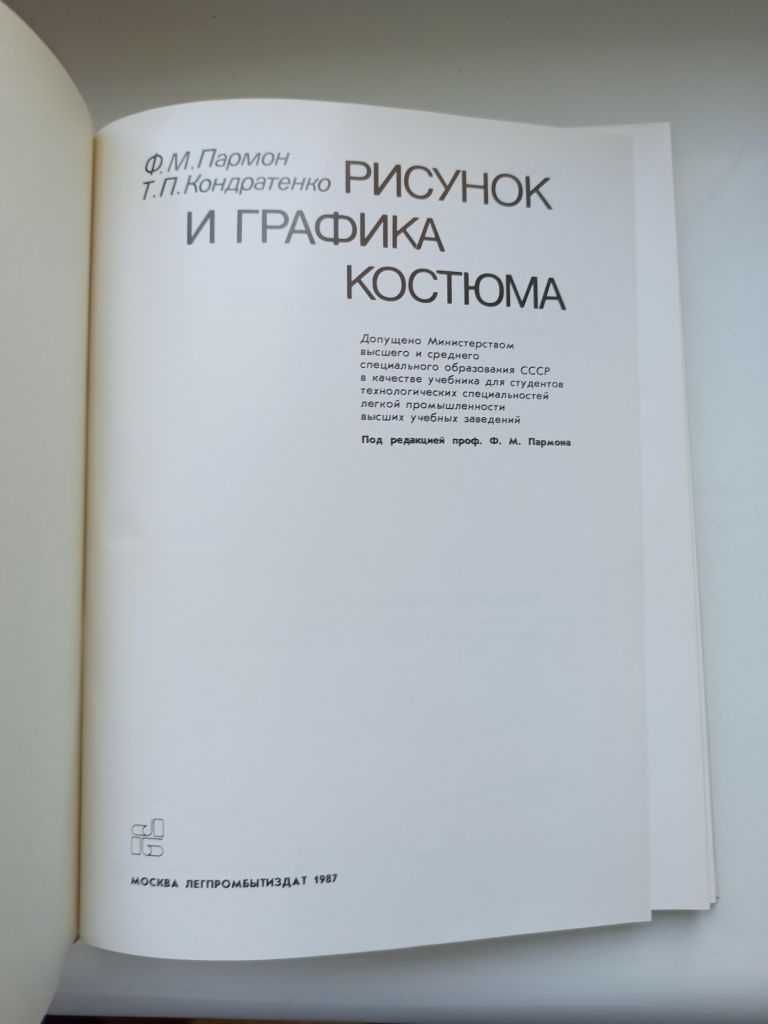 Ф.М.Пармон
Т.П.Кондратенко
РИСУНОК
И ГРАФИКА
КОСТЮМА
Допущено Министерством
высшего и среднего
специального образования СССР
в качестве учебника для студентов
технологических специальностей
легкой промышленности
высших учебных заведений
Под редакцией проф. Ф. М. Пармона
МОСКВА ЛЕГПРОМБЫТИЗДАТ 1987